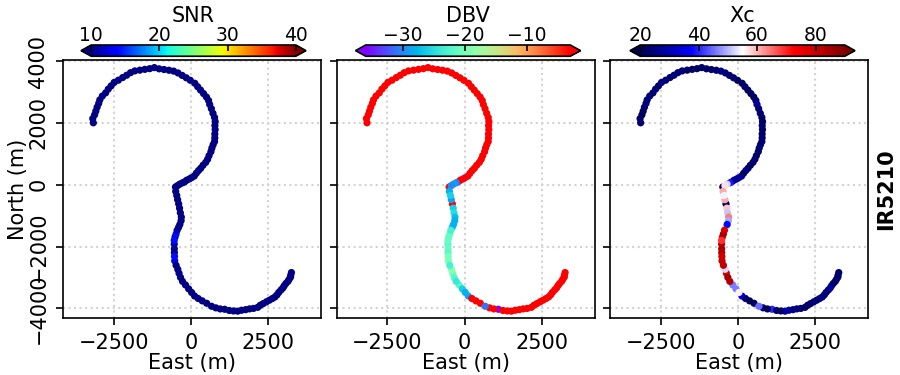 SNR DBV Xc
10 20 30 40 −30 −20 −10 20 40 60 80
4000
2000
0
−2000
−4000
North (m)
IR5210
−2500 0 2500 −2500 0 2500 −2500 0 2500
East (m) East (m) East (m)